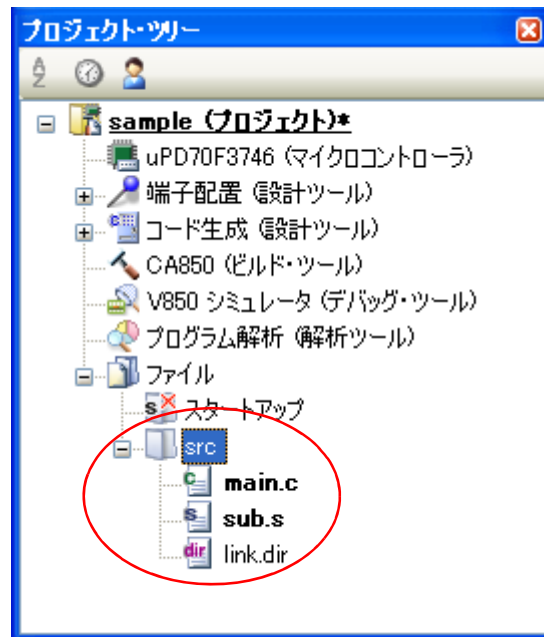 プロジェクト・ツリー
sample (プロジェクト)*
uPD70F3746 (マイクロコントローラ)
端子配置 (設計ツール)
コード生成 (設計ツール)
CA850 (ビルド・ツール)
V850 シミュレータ (デバッグ・ツール)
プログラム解析 (解析ツール)
ファイル
スタートアップ
src
main.c
sub.s
link.dir